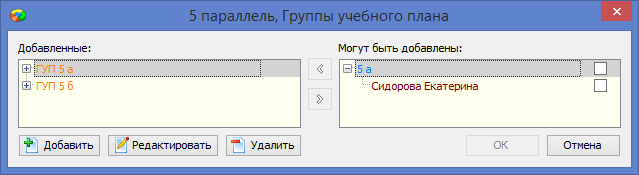 5 параллель, Группы учебного плана
Добавленные:
ГУП 5 а
ГУП 5 б
Могут быть добавлены:
5 а
Сидорова Екатерина
Добавить
Редактировать
Удалить
OK
Отмена